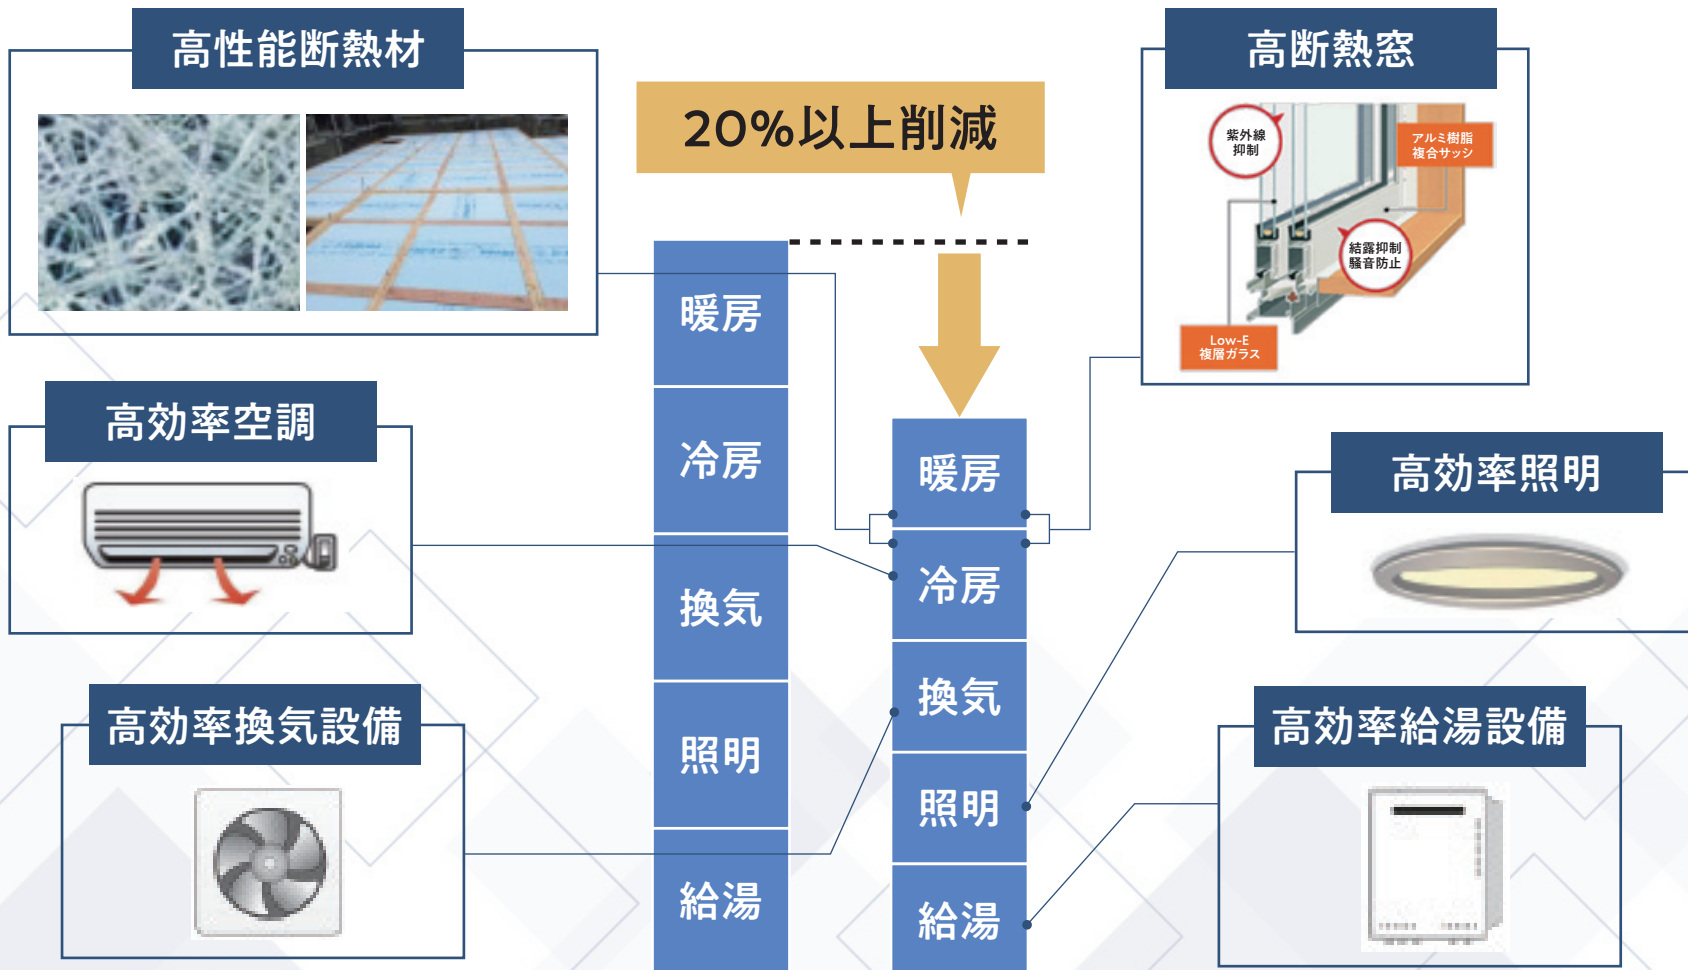 高性能断熱材
20%以上削減
高断熱窓
紫外線
抑制
アルミ樹脂
複合サッシ
結露抑制
騒音防止
Low-E
複層ガラス
高効率空調
高効率換気設備
暖房
冷房
換気
照明
給湯
暖房
冷房
換気
照明
給湯
高効率照明
高効率給湯設備